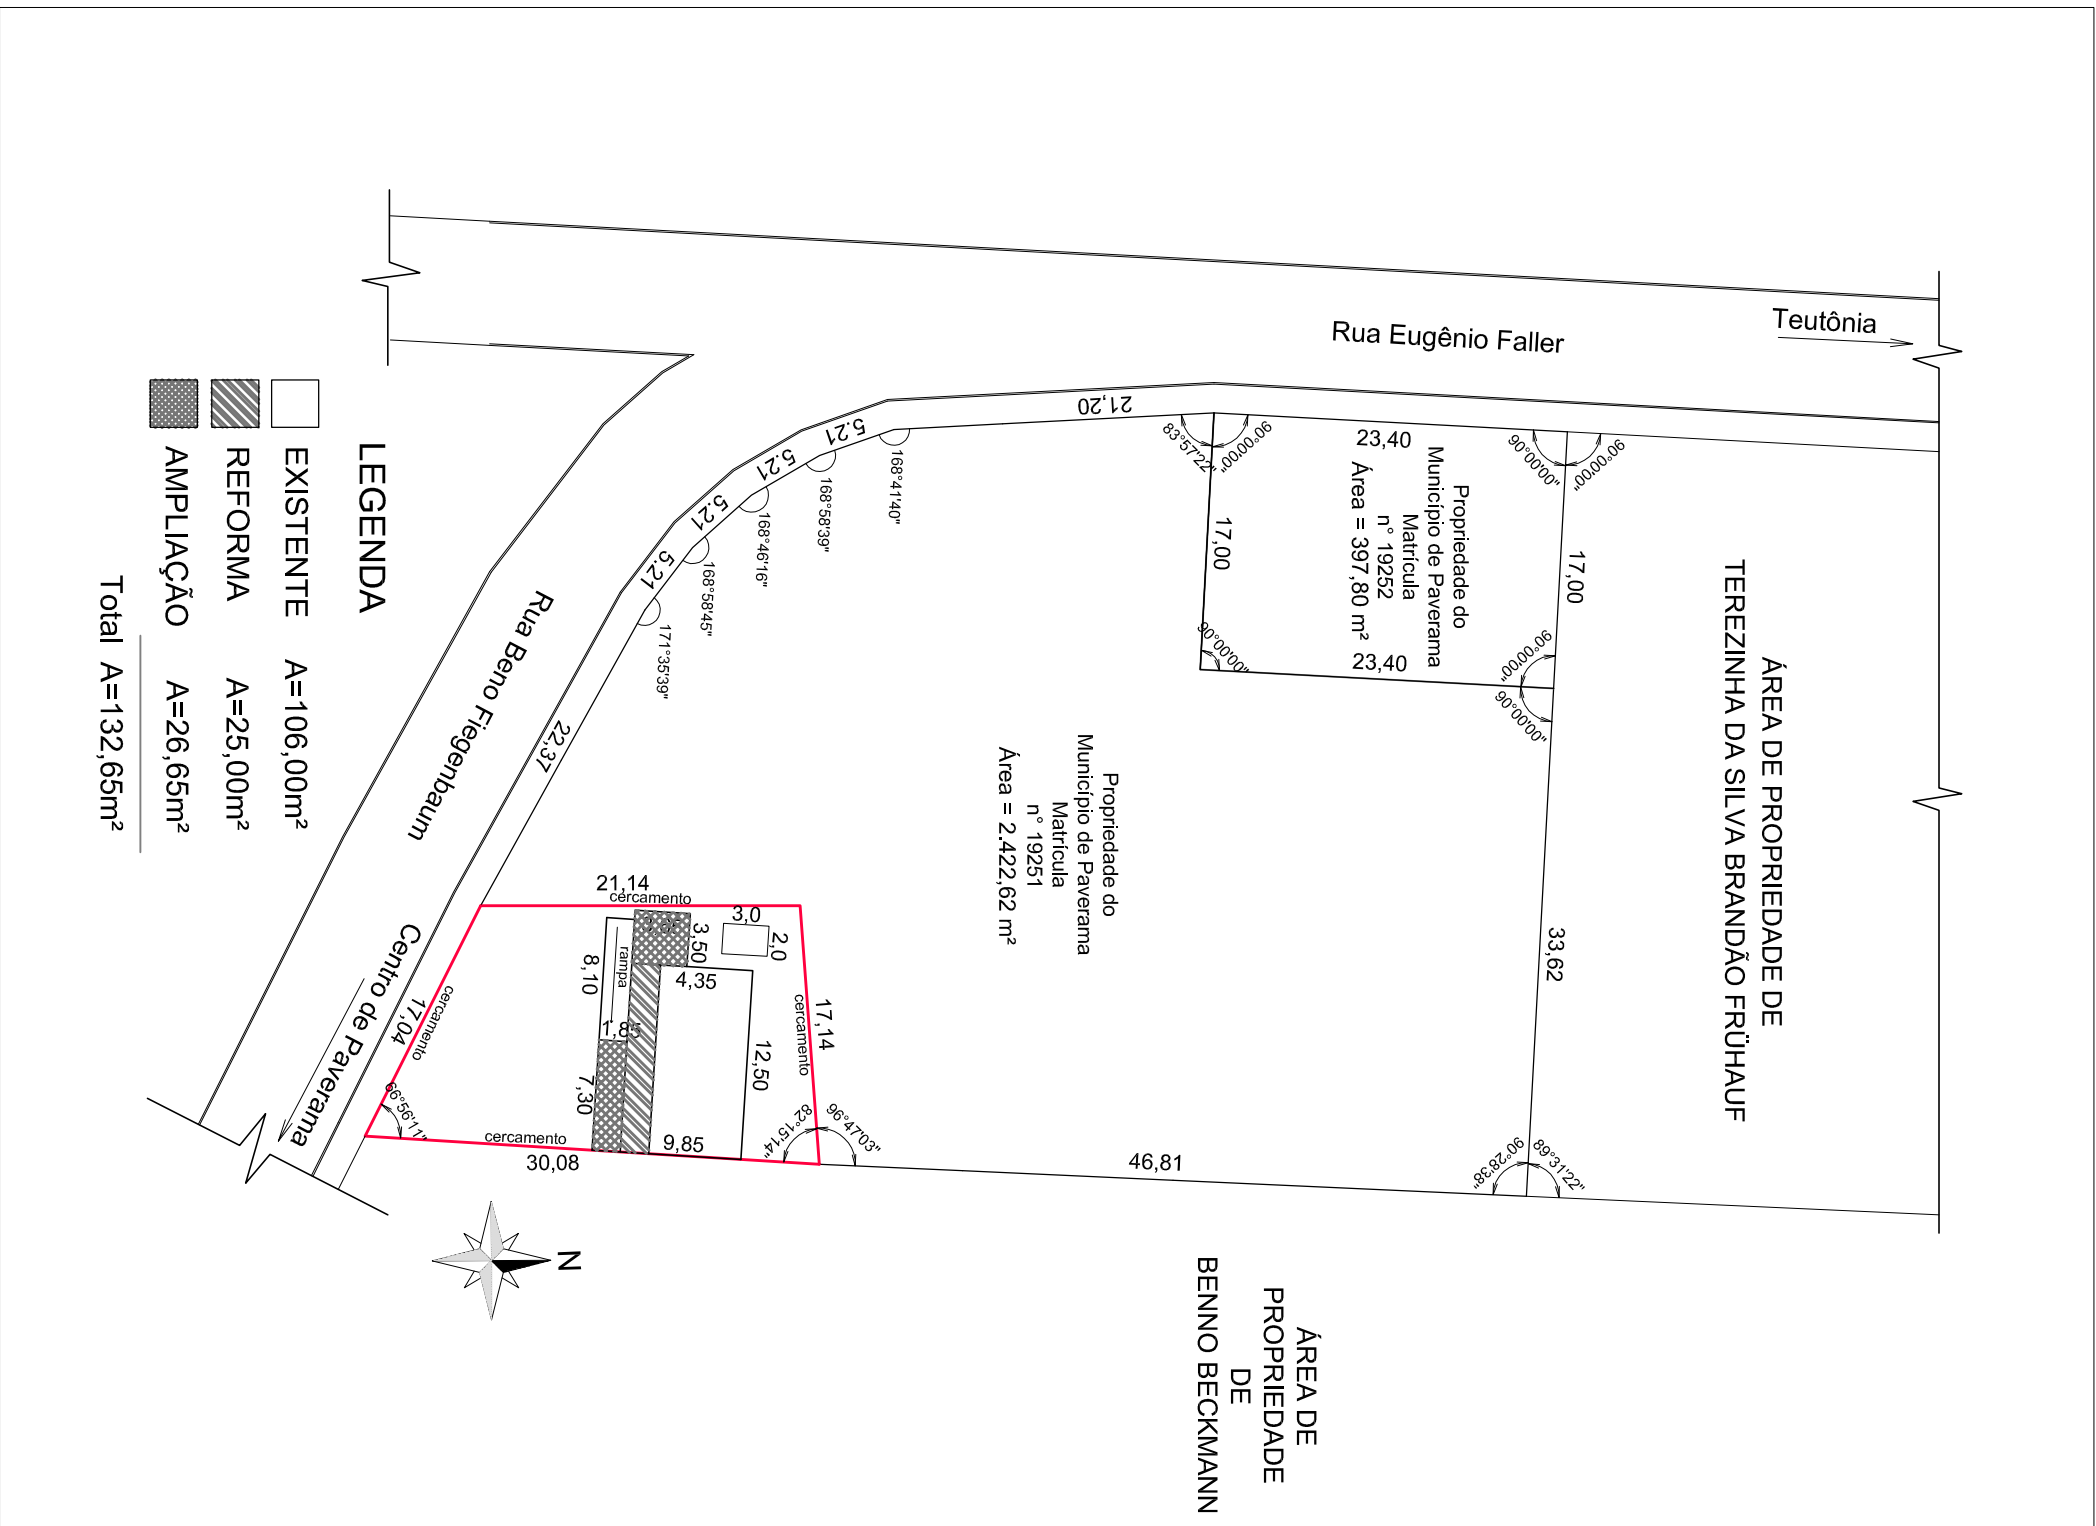 Teutônia
Rua Eugênio Faller
21,20
5.21
5.21
5.21
5.21
22,37
168°41'40"
168°58'39"
168°46'16"
168°58'45"
171°35'39"
83°57'22"
90°00'00"
23,40
90°00'00"
90°00'00"
Propriedade do
Município de Paverama
Matrícula
n° 19252
Área = 397,80 m²
17,00
17,00
90°00'00"
23,40
90°00'00"
90°00'00"
ÁREA DE PROPRIEDADE DE
TEREZINHA DA SILVA BRANDÃO FRÜHAUF
Propriedade do
Município de Paverama
Matrícula
n° 19251
Área = 2.422,62 m²
33,62
Rua Beno Fiegenbaum
Centro de Paverama
LEGENDA
EXISTENTE A=106,00m²
REFORMA A=25,00m²
AMPLIAÇÃO A=26,65m²
Total A=132,65m²
21,14
cercamento
3,0
2,0
3,50
rampa
8,10
4,35
1,85
12,50
7,30
9,85
17,14
cercamento
17,04
cercamento
66°56'11"
cercamento
30,08
82°15'14"
96°47'03"
46,81
90°28'38"
89°31'22"
N
ÁREA DE
PROPRIEDADE
DE
BENNO BECKMANN